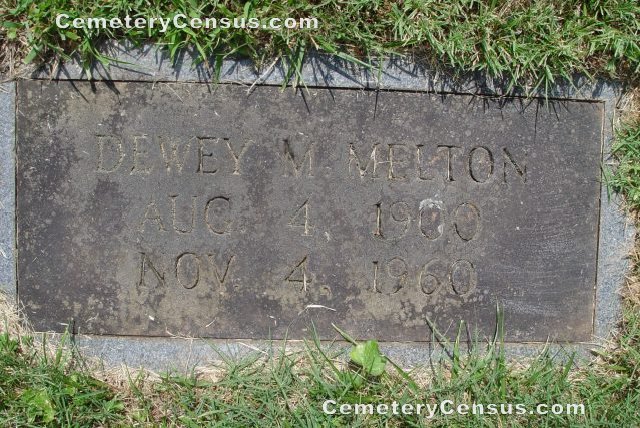 CemeteryCensus.com
DEWEY M MELTON
AUG 4, 1900
NOV 4, 1960
CemeteryCensus.com